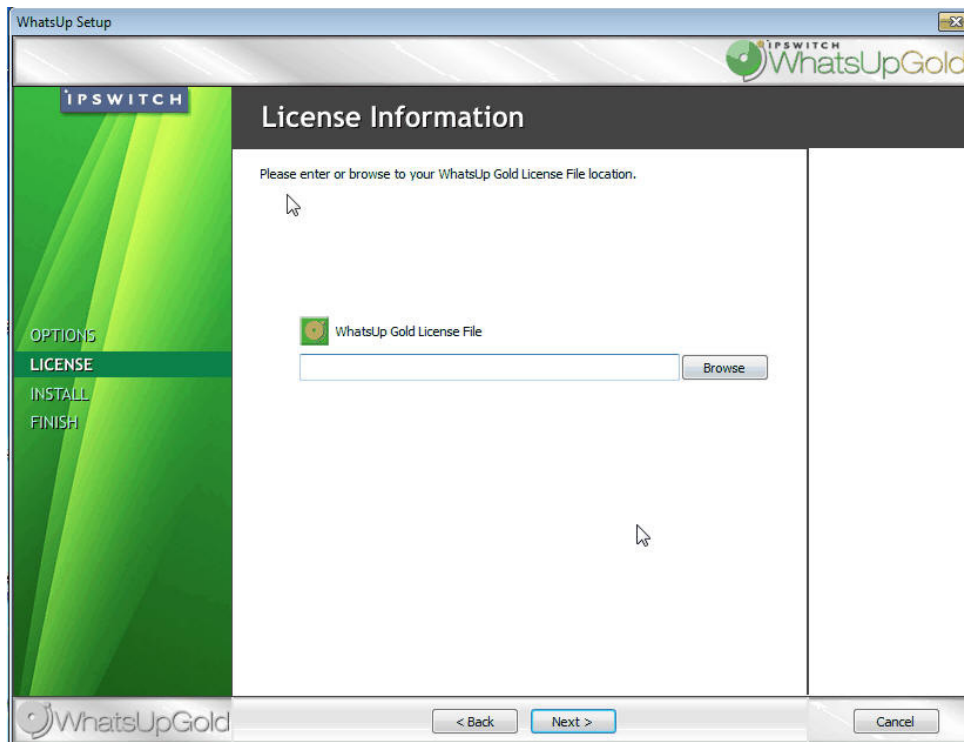 WhatsUp Setup
IPSWITCH
WhatsUpGold
IPSWITCH
License Information
Please enter or browse to your WhatsUp Gold License File location.
OPTIONS
LICENSE
INSTALL
FINISH
WhatsUp Gold License File
Browse
WhatsUpGold
< Back
Next >
Cancel